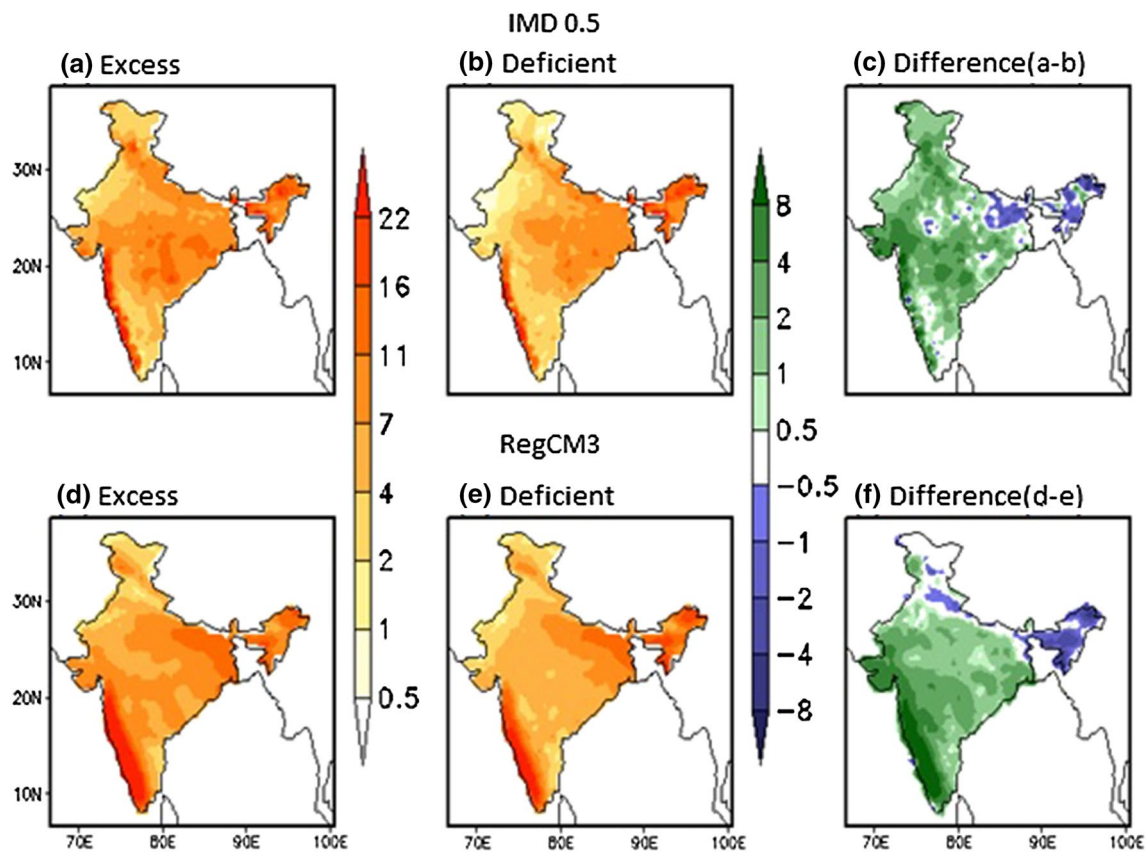 IMD 0.5
(a) Excess
(b) Deficient
(c) Difference(a-b)
30N
20N
10N
22
16
11
7
4
2
1
0.5
8
4
2
1
0.5
−0.5
−1
−2
−4
−8
RegCM3
(d) Excess
(e) Deficient
(f) Difference(d-e)
30N
20N
10N
70E 80E 90E 100E
70E 80E 90E 100E
70E 80E 90E 100E